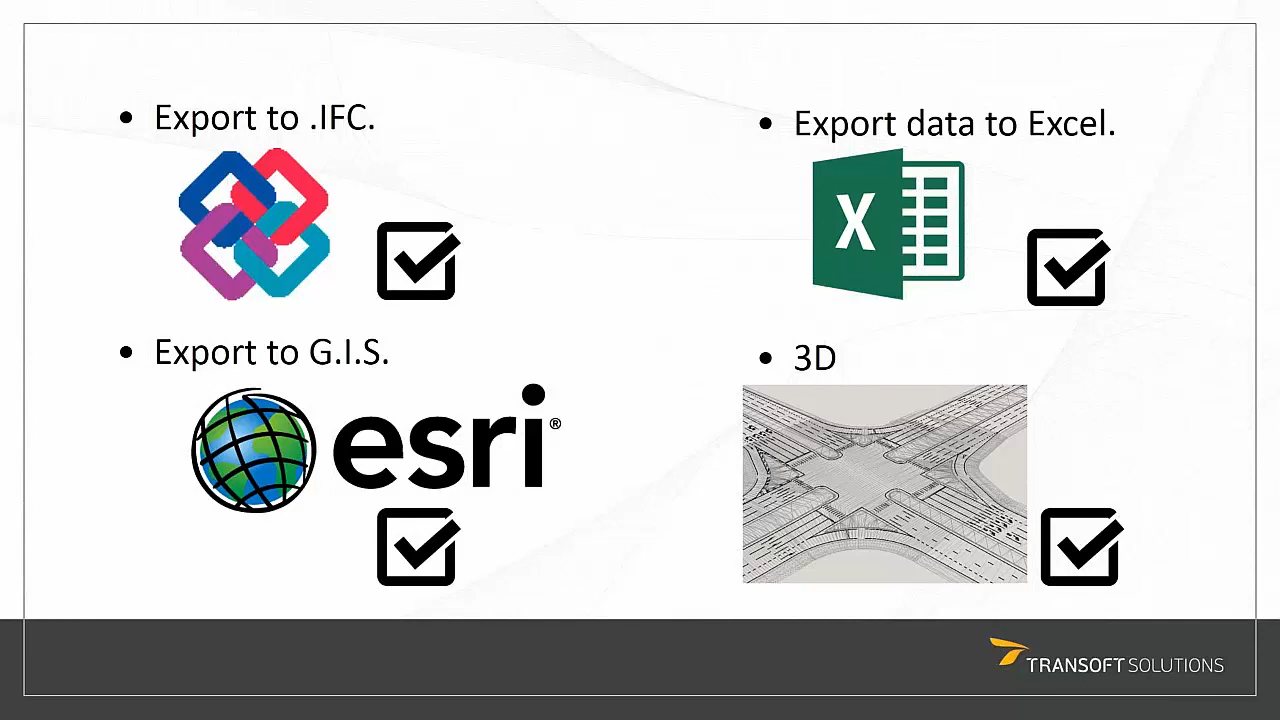 • Export to .IFC.
• Export data to Excel.
X
• Export to G.I.S.
esri®
• 3D
TRANSOFT SOLUTIONS